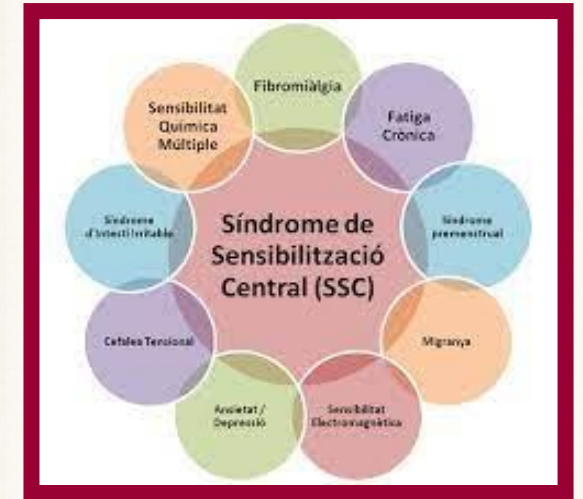 Fibromiàlgia
Fatiga
Crònica
Síndrome
premenstrual
Migranya
Sensibilitat
Electromagnètica
Ansietat /
Depressió
Cefalea Tensional
Síndrome
d'Intestí Irritable
Sensibilitat
Química
Múltiple
Síndrome de
Sensibilització
Central (SSC)